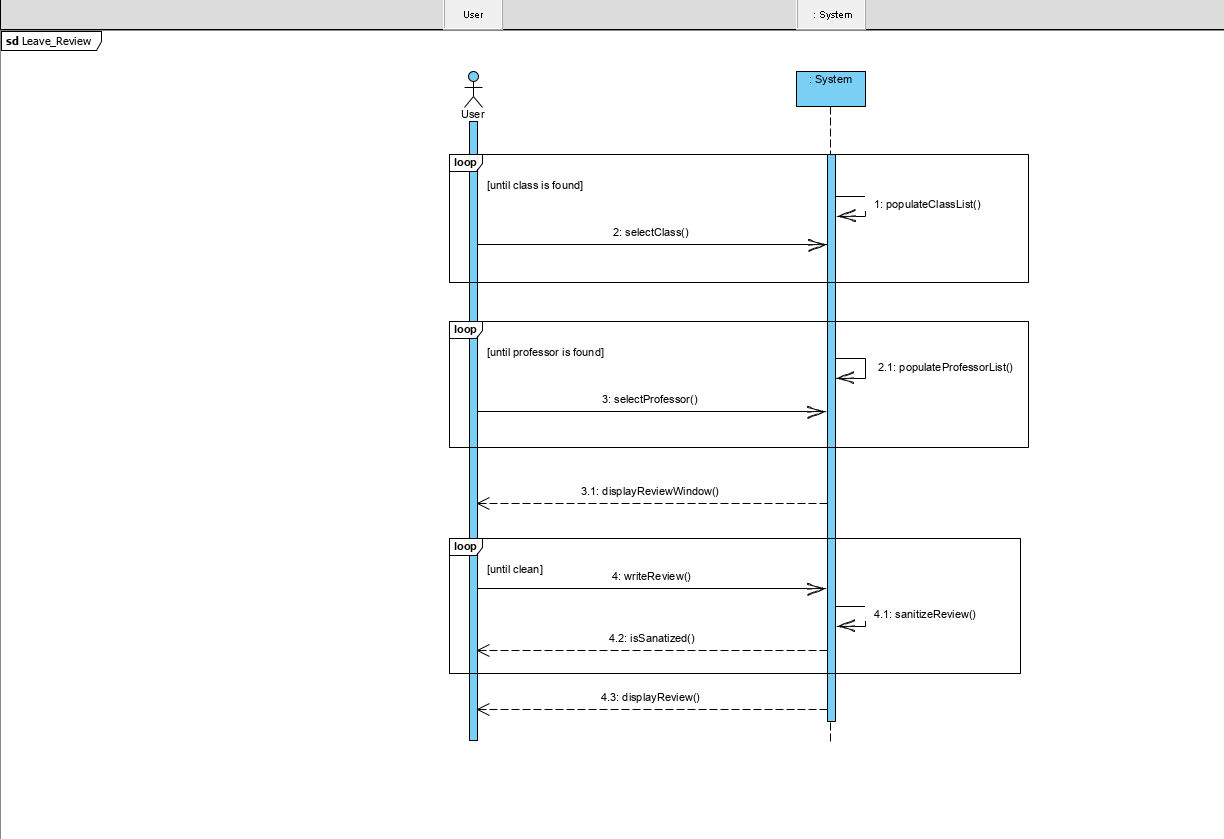 User
: System
sd Leave_Review
: System
User
loop
[until class is found]
1: populateClassList()
2: selectClass()
loop
[until professor is found]
2.1: populateProfessorList()
3: selectProfessor()
3.1: displayReviewWindow()
loop
[until clean]
4: writeReview()
4.1: sanitizeReview()
4.2: isSanatized()
4.3: displayReview()